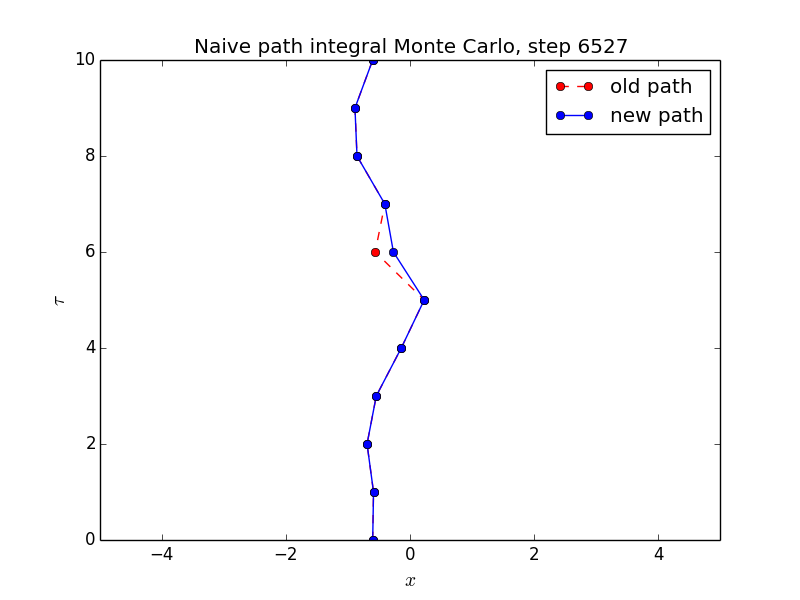 Naive path integral Monte Carlo, step 6527
old path
new path
10
8
6
4
2
0
τ
−4 −2 0 2 4
x